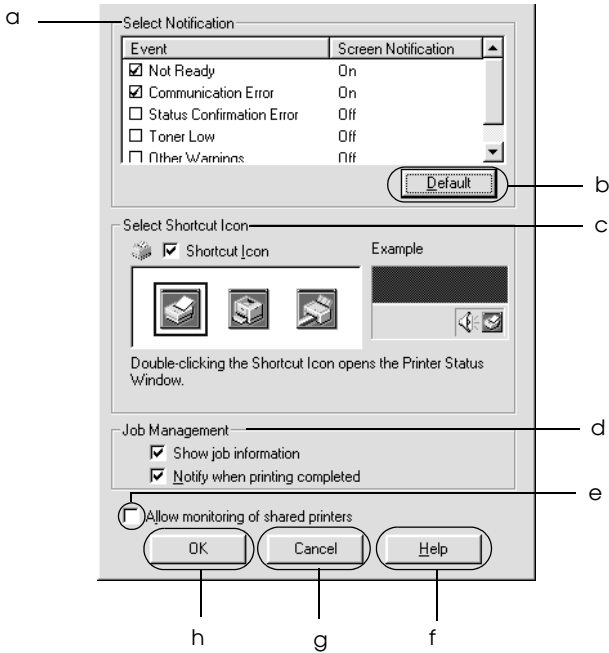 a
Select Notification
Event Screen Notification
Not Ready On
Communication Error On
Status Confirmation Error Off
Toner Low Off
Other Warnings Off
Default
b
Select Shortcut Icon
c
Shortcut Icon
Example
Double-clicking the Shortcut Icon opens the Printer Status
Window.
Job Management
d
Show job information
Notify when printing completed
e
Allow monitoring of shared printers
OK Cancel Help
h g f